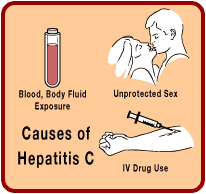 Blood, Body Fluid
Exposure
Unprotected Sex
Causes of
Hepatitis C
IV Drug Use